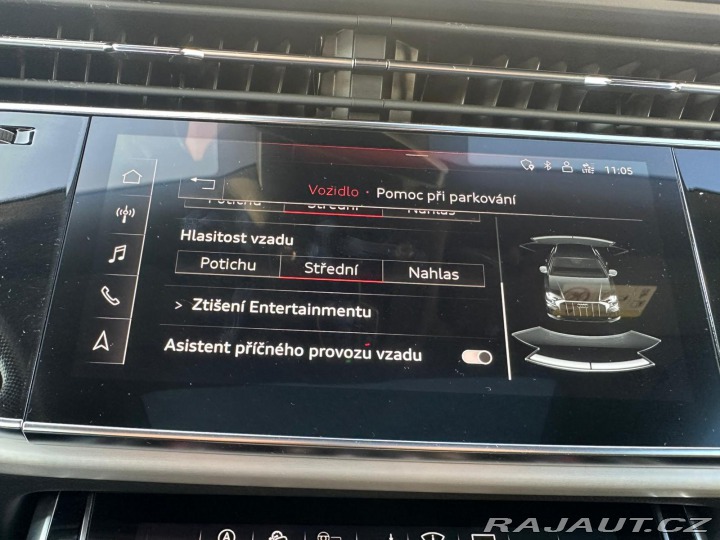 11:05
Vozidlo · Pomoc při parkování
Potichu Střední Nahlas
Hlasitost vzadu
Potichu Střední Nahlas
> Ztišení Entertainmentu
Asistent příčného provozu vzadu
RAJAUT.CZ